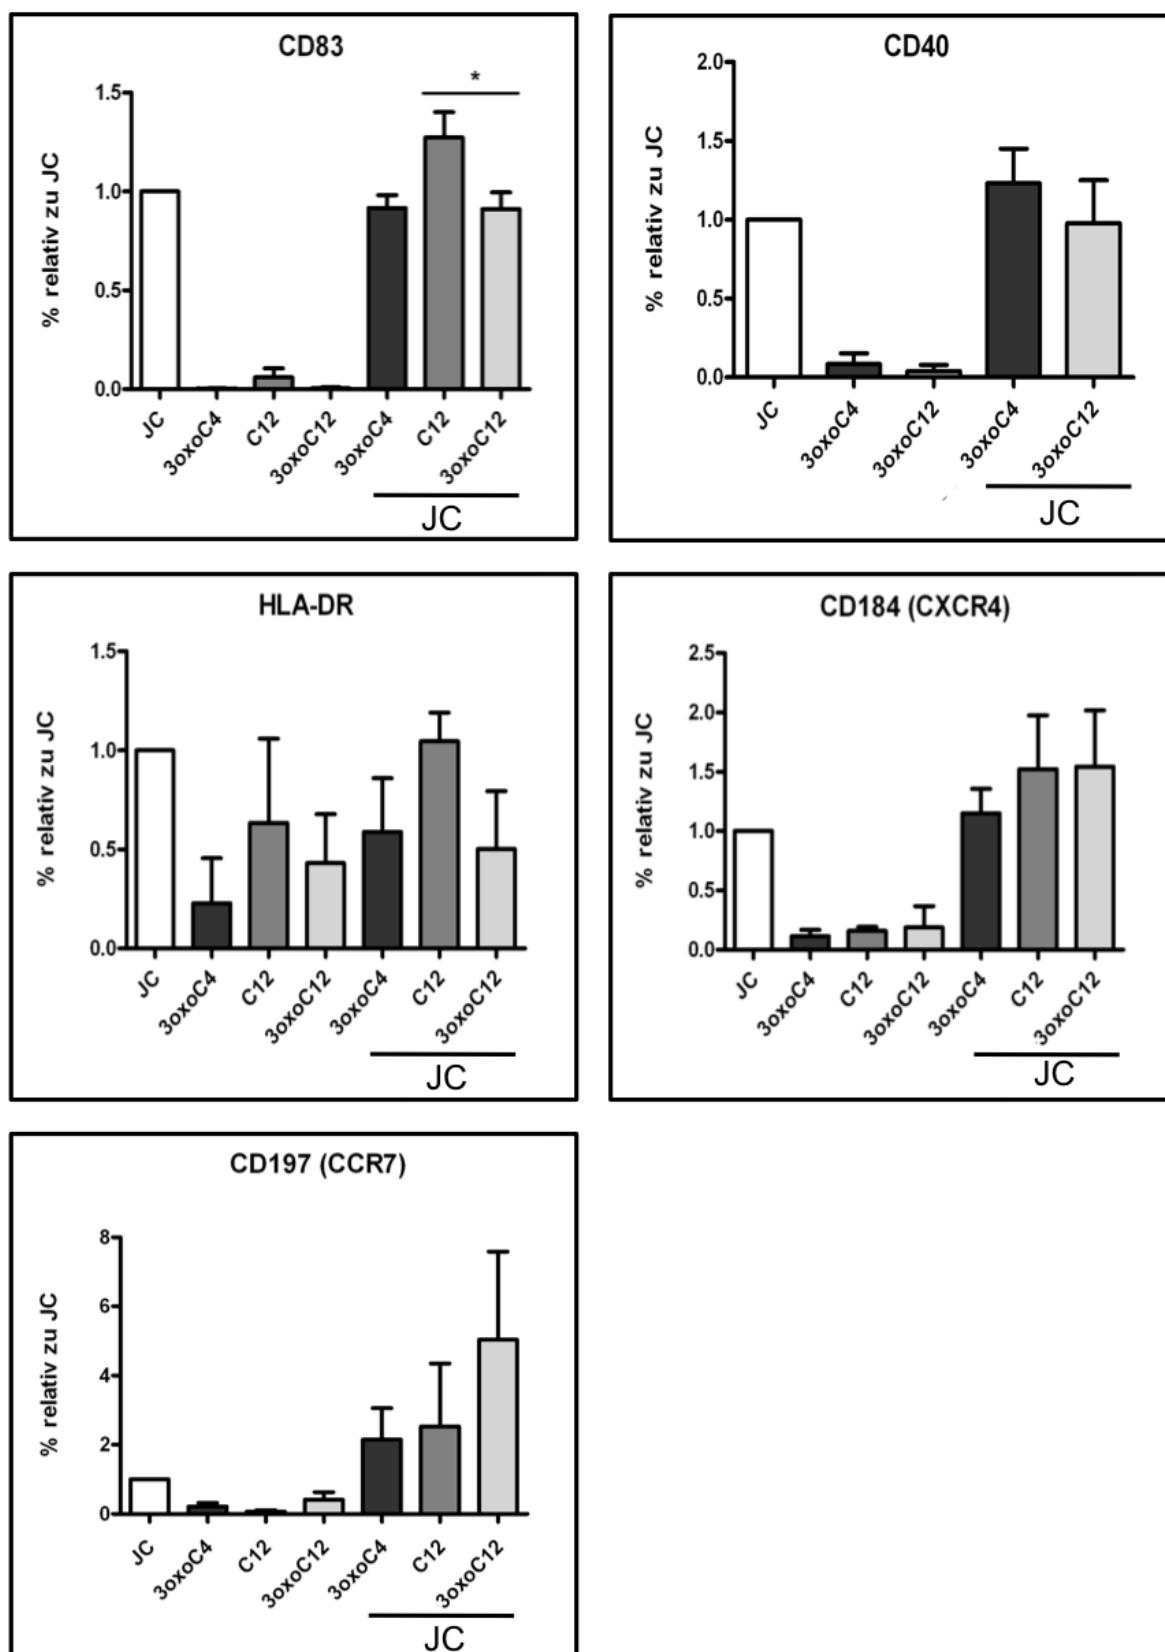 CD83
*
% relativ zu JC
1.5
1.0
0.5
0.0
JC 3oxoC4 C12 3oxoC12 3oxoC4 C12 3oxoC12
JC
CD40
% relativ zu JC
2.0
1.5
1.0
0.5
0.0
JC 3oxoC4 3oxoC12 3oxoC4 3oxoC12
JC
HLA-DR
% relativ zu JC
1.5
1.0
0.5
0.0
JC 3oxoC4 C12 3oxoC12 3oxoC4 C12 3oxoC12
JC
CD184 (CXCR4)
% relativ zu JC
2.5
2.0
1.5
1.0
0.5
0.0
JC 3oxoC4 C12 3oxoC12 3oxoC4 C12 3oxoC12
JC
CD197 (CCR7)
% relativ zu JC
8
6
4
2
0
JC 3oxoC4 C12 3oxoC12 3oxoC4 C12 3oxoC12
JC